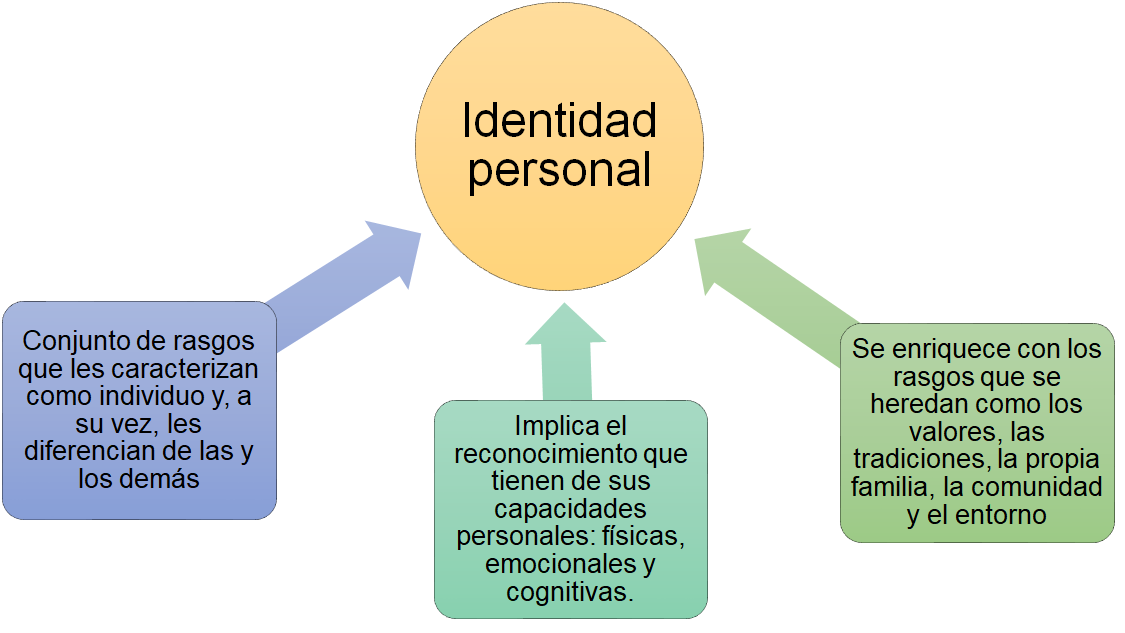 Identidad
personal
Conjunto de rasgos
que les caracterizan
como individuo y, a
su vez, les
diferencian de las y
los demás
Implica el
reconocimiento que
tienen de sus
capacidades
personales: físicas,
emocionales y
cognitivas.
Se enriquece con los
rasgos que se
heredan como los
valores, las
tradiciones, la propia
familia, la comunidad
y el entorno